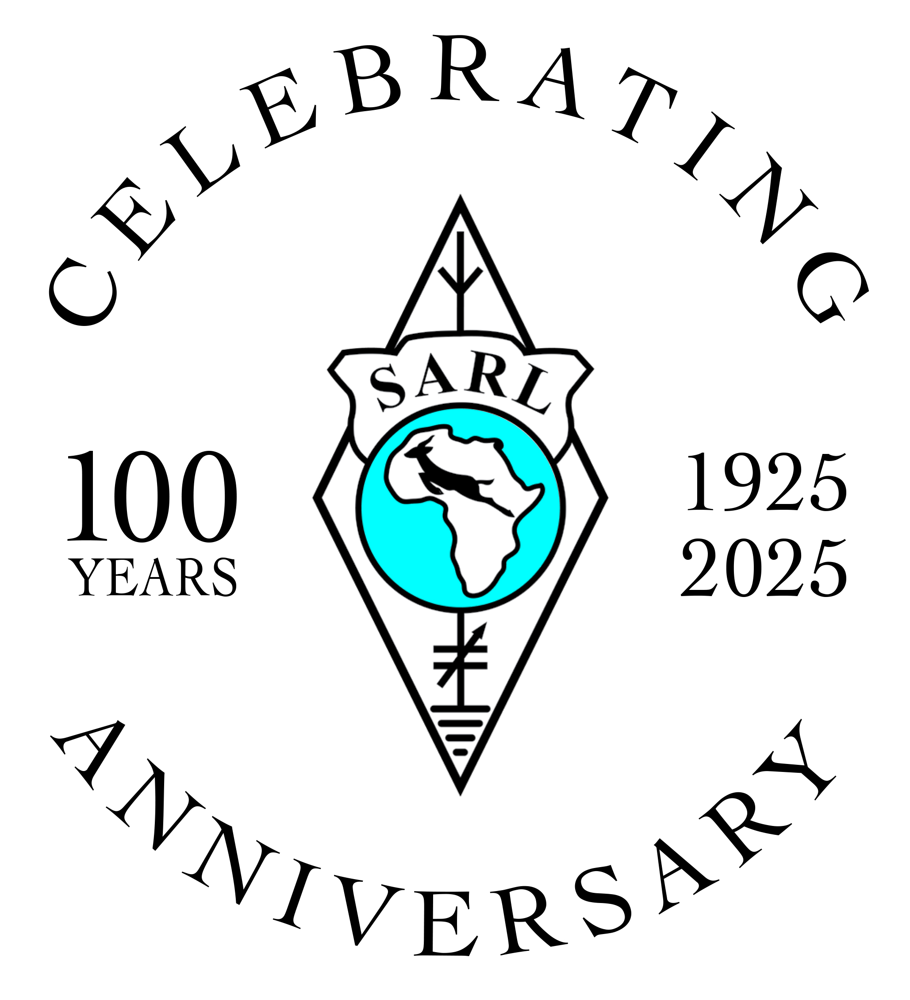 CELEBRATING
SARL
100
YEARS
1925
2025
ANNIVERSARY